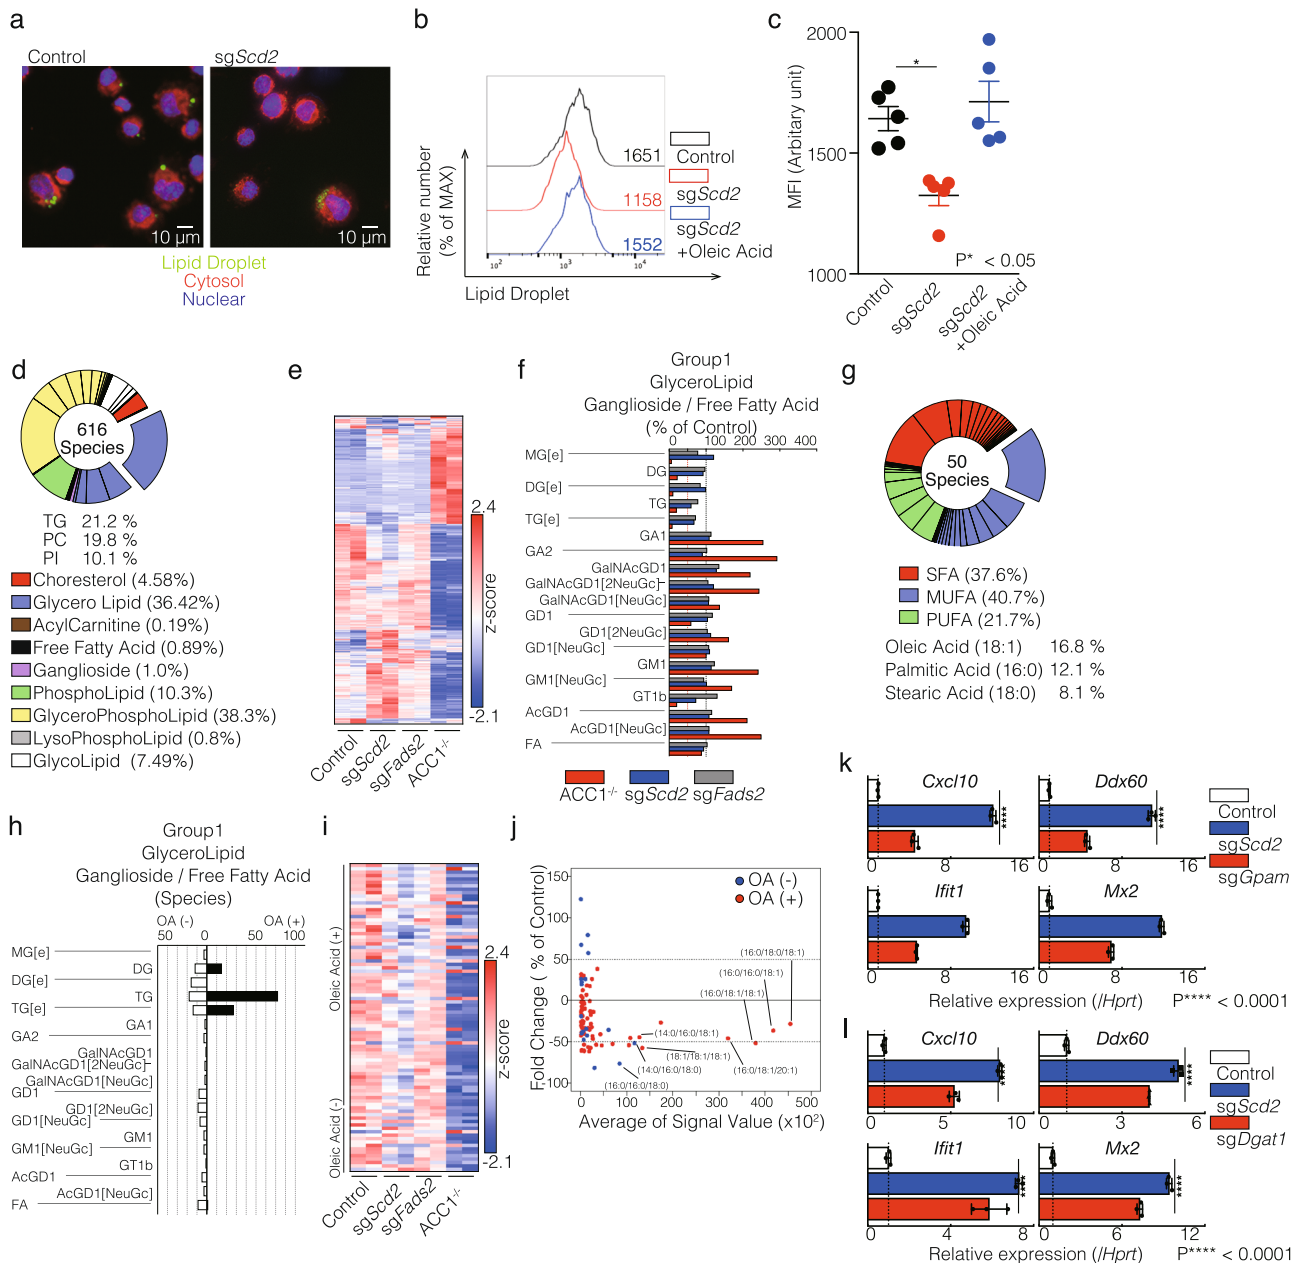 a
Control
sgScd2
10 µm
10 µm
Lipid Droplet
Cytosol
Nuclear
b
Relative number
(% of MAX)
1651
1158
1552
10² 10³ 10⁴
Lipid Droplet
Control
sgScd2
sgScd2
+Oleic Acid
c
MFI (Arbitary unit)
2000
1500
1000
*
P* < 0.05
Control
sgScd2
sgScd2
+Oleic Acid
d
616
Species
TG 21.2 %
PC 19.8 %
PI 10.1 %
Choresterol (4.58%)
Glycero Lipid (36.42%)
AcylCarnitine (0.19%)
Free Fatty Acid (0.89%)
Ganglioside (1.0%)
PhosphoLipid (10.3%)
GlyceroPhosphoLipid (38.3%)
LysoPhosphoLipid (0.8%)
GlycoLipid (7.49%)
e
2.4
z-score
-2.1
Control
sgScd2
sgFads2
ACC1-/-
f
Group1
GlyceroLipid
Ganglioside / Free Fatty Acid
(% of Control)
0 100 200 300 400
MG[e]
DG
DG[e]
TG
TG[e]
GA1
GA2
GalNAcGD1
GalNAcGD1[2NeuGc]
GalNAcGD1[NeuGc]
GD1
GD1[2NeuGc]
GD1[NeuGc]
GM1
GM1[NeuGc]
GT1b
AcGD1
AcGD1[NeuGc]
FA
ACC1-/- sgScd2 sgFads2
g
50
Species
SFA (37.6%)
MUFA (40.7%)
PUFA (21.7%)
Oleic Acid (18:1) 16.8 %
Palmitic Acid (16:0) 12.1 %
Stearic Acid (18:0) 8.1 %
h
Group1
GlyceroLipid
Ganglioside / Free Fatty Acid
(Species)
OA (-) OA (+)
50 0 50 100
MG[e]
DG
DG[e]
TG
TG[e]
GA1
GA2
GalNAcGD1
GalNAcGD1[2NeuGc]
GalNAcGD1[NeuGc]
GD1
GD1[2NeuGc]
GD1[NeuGc]
GM1
GM1[NeuGc]
GT1b
AcGD1
AcGD1[NeuGc]
FA
i
Oleic Acid (+)
Oleic Acid (-)
2.4
z-score
-2.1
Control
sgScd2
sgFads2
ACC1-/-
j
Fold Change ( % of Control)
150
100
50
0
-50
-100
OA (-)
OA (+)
(16:0/18:0/18:1)
(16:0/16:0/18:1)
(16:0/18:1/18:1)
(14:0/16:0/18:1)
(18:1/18:1/18:1)
(14:0/16:0/18:0)
(16:0/18:1/20:1)
(16:0/16:0/18:0)
0 100 200 300 400 500
Average of Signal Value (x10²)
k
Cxcl10
****
0 8 16
Ddx60
****
0 8 16
Control
sgScd2
sgGpam
Ifit1
0 8 16
Mx2
0 8 16
Relative expression (/Hprt)
P**** < 0.0001
l
Cxcl10
****
0 5 10
Ddx60
****
0 3 6
Control
sgScd2
sgDgat1
Ifit1
****
0 4 8
Mx2
****
0 6 12
Relative expression (/Hprt)
P**** < 0.0001